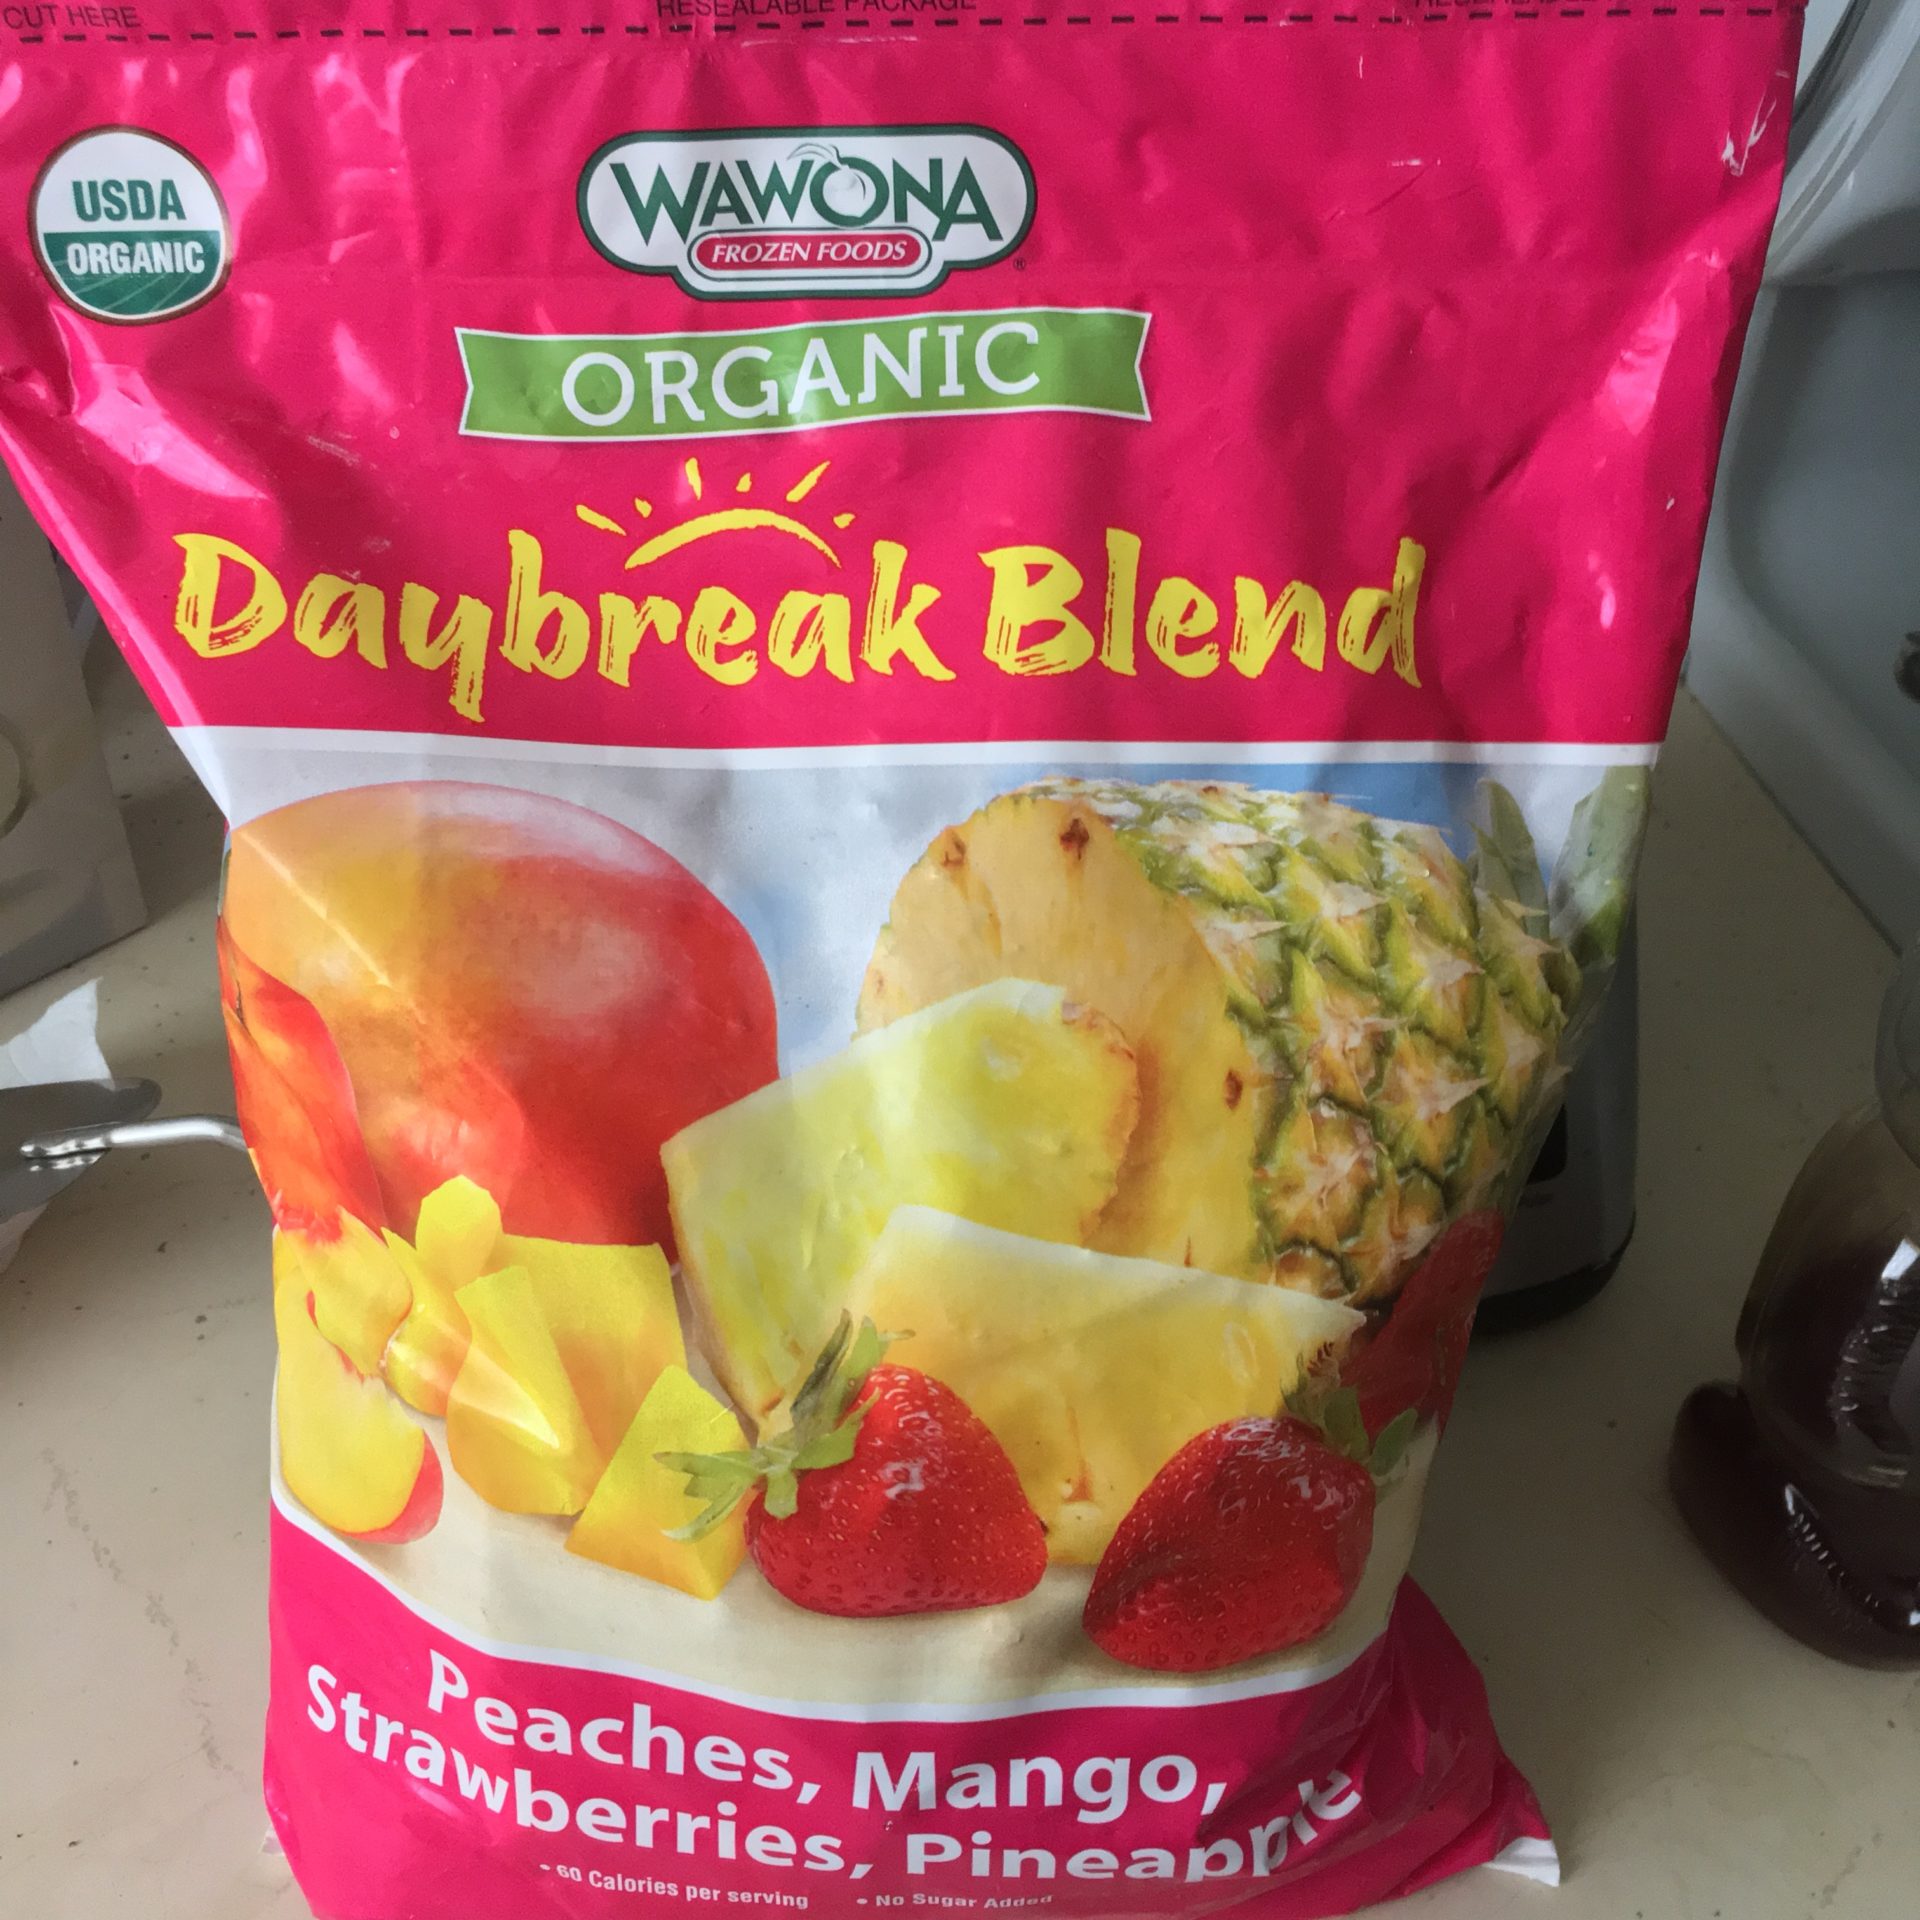 CUT HERE
RESEALABLE PACKAGE
USDA
ORGANIC
WAWONA
FROZEN FOODS
®
ORGANIC
Daybreak Blend
Peaches, Mango,
Strawberries, Pineapple
• 60 Calories per serving • No Sugar Added